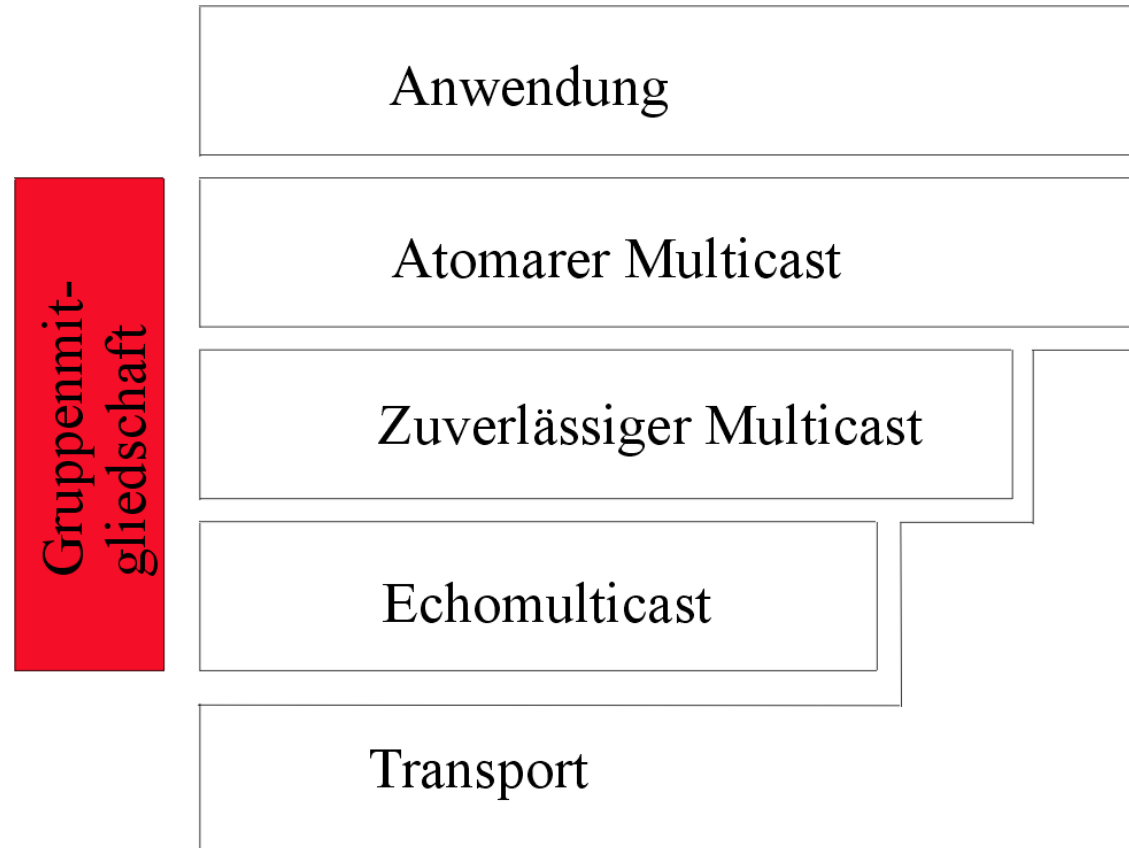 Anwendung
Atomarer Multicast
Gruppenmit-
gliedschaft
Zuverlässiger Multicast
Echomulticast
Transport